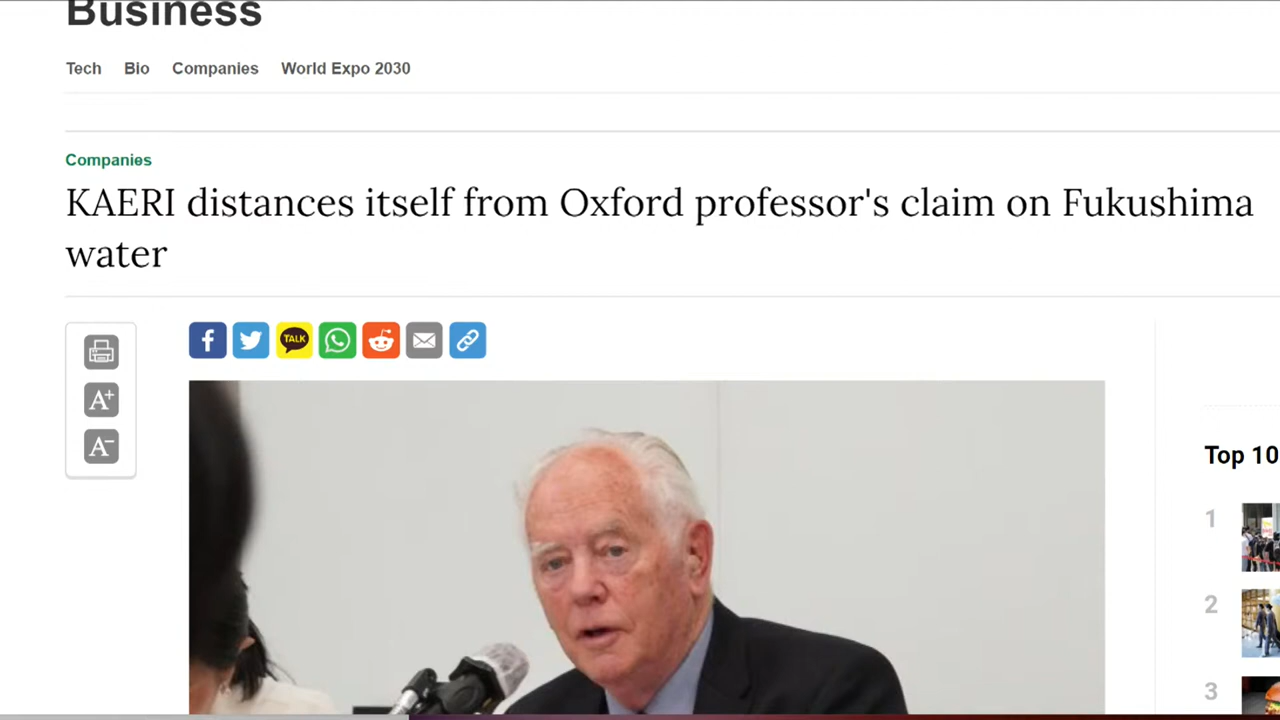 Business
Tech Bio Companies World Expo 2030
Companies
KAERI distances itself from Oxford professor's claim on Fukushima
water
TALK
A+
A-
Top 10
1
2
3